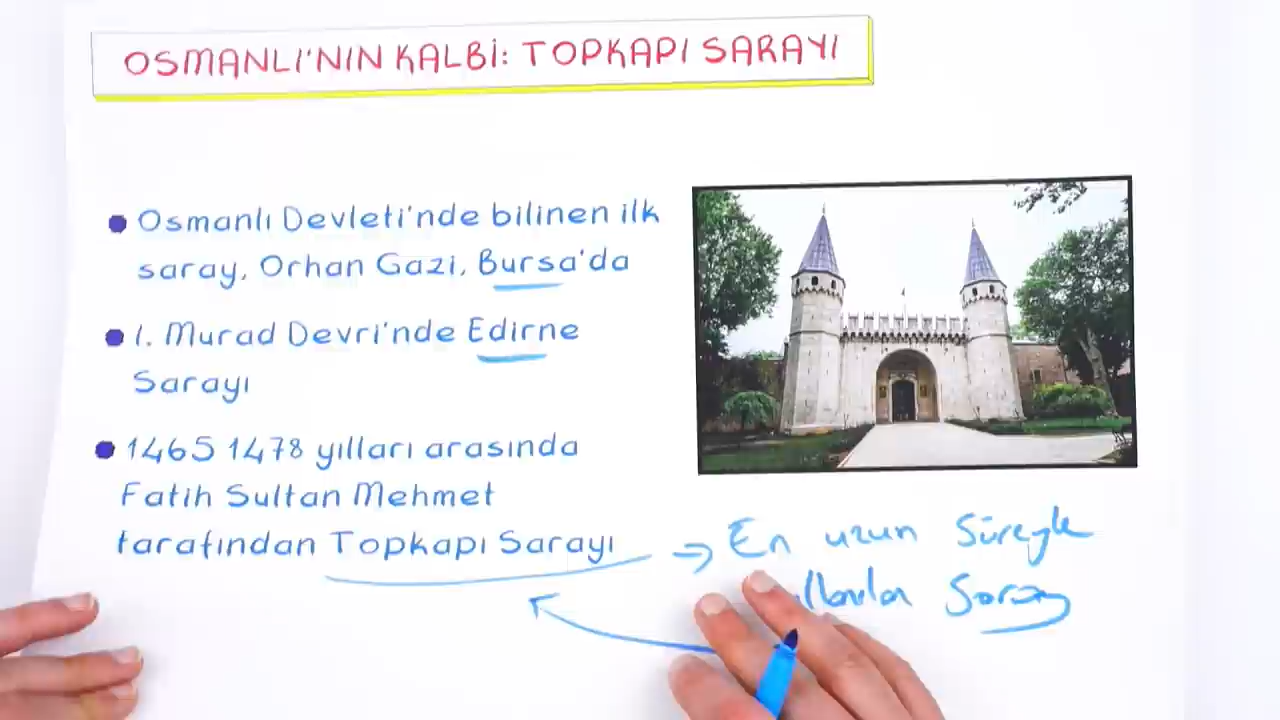 OSMANLI'NIN KALBİ: TOPKAPI SARAYI
Osmanlı Devleti'nde bilinen ilk
saray, Orhan Gazi, Bursa'da
I. Murad Devri'nde Edirne
Sarayı
1465 1478 yılları arasında
Fatih Sultan Mehmet
tarafından Topkapı Sarayı
→ En uzun süreyle
Saray